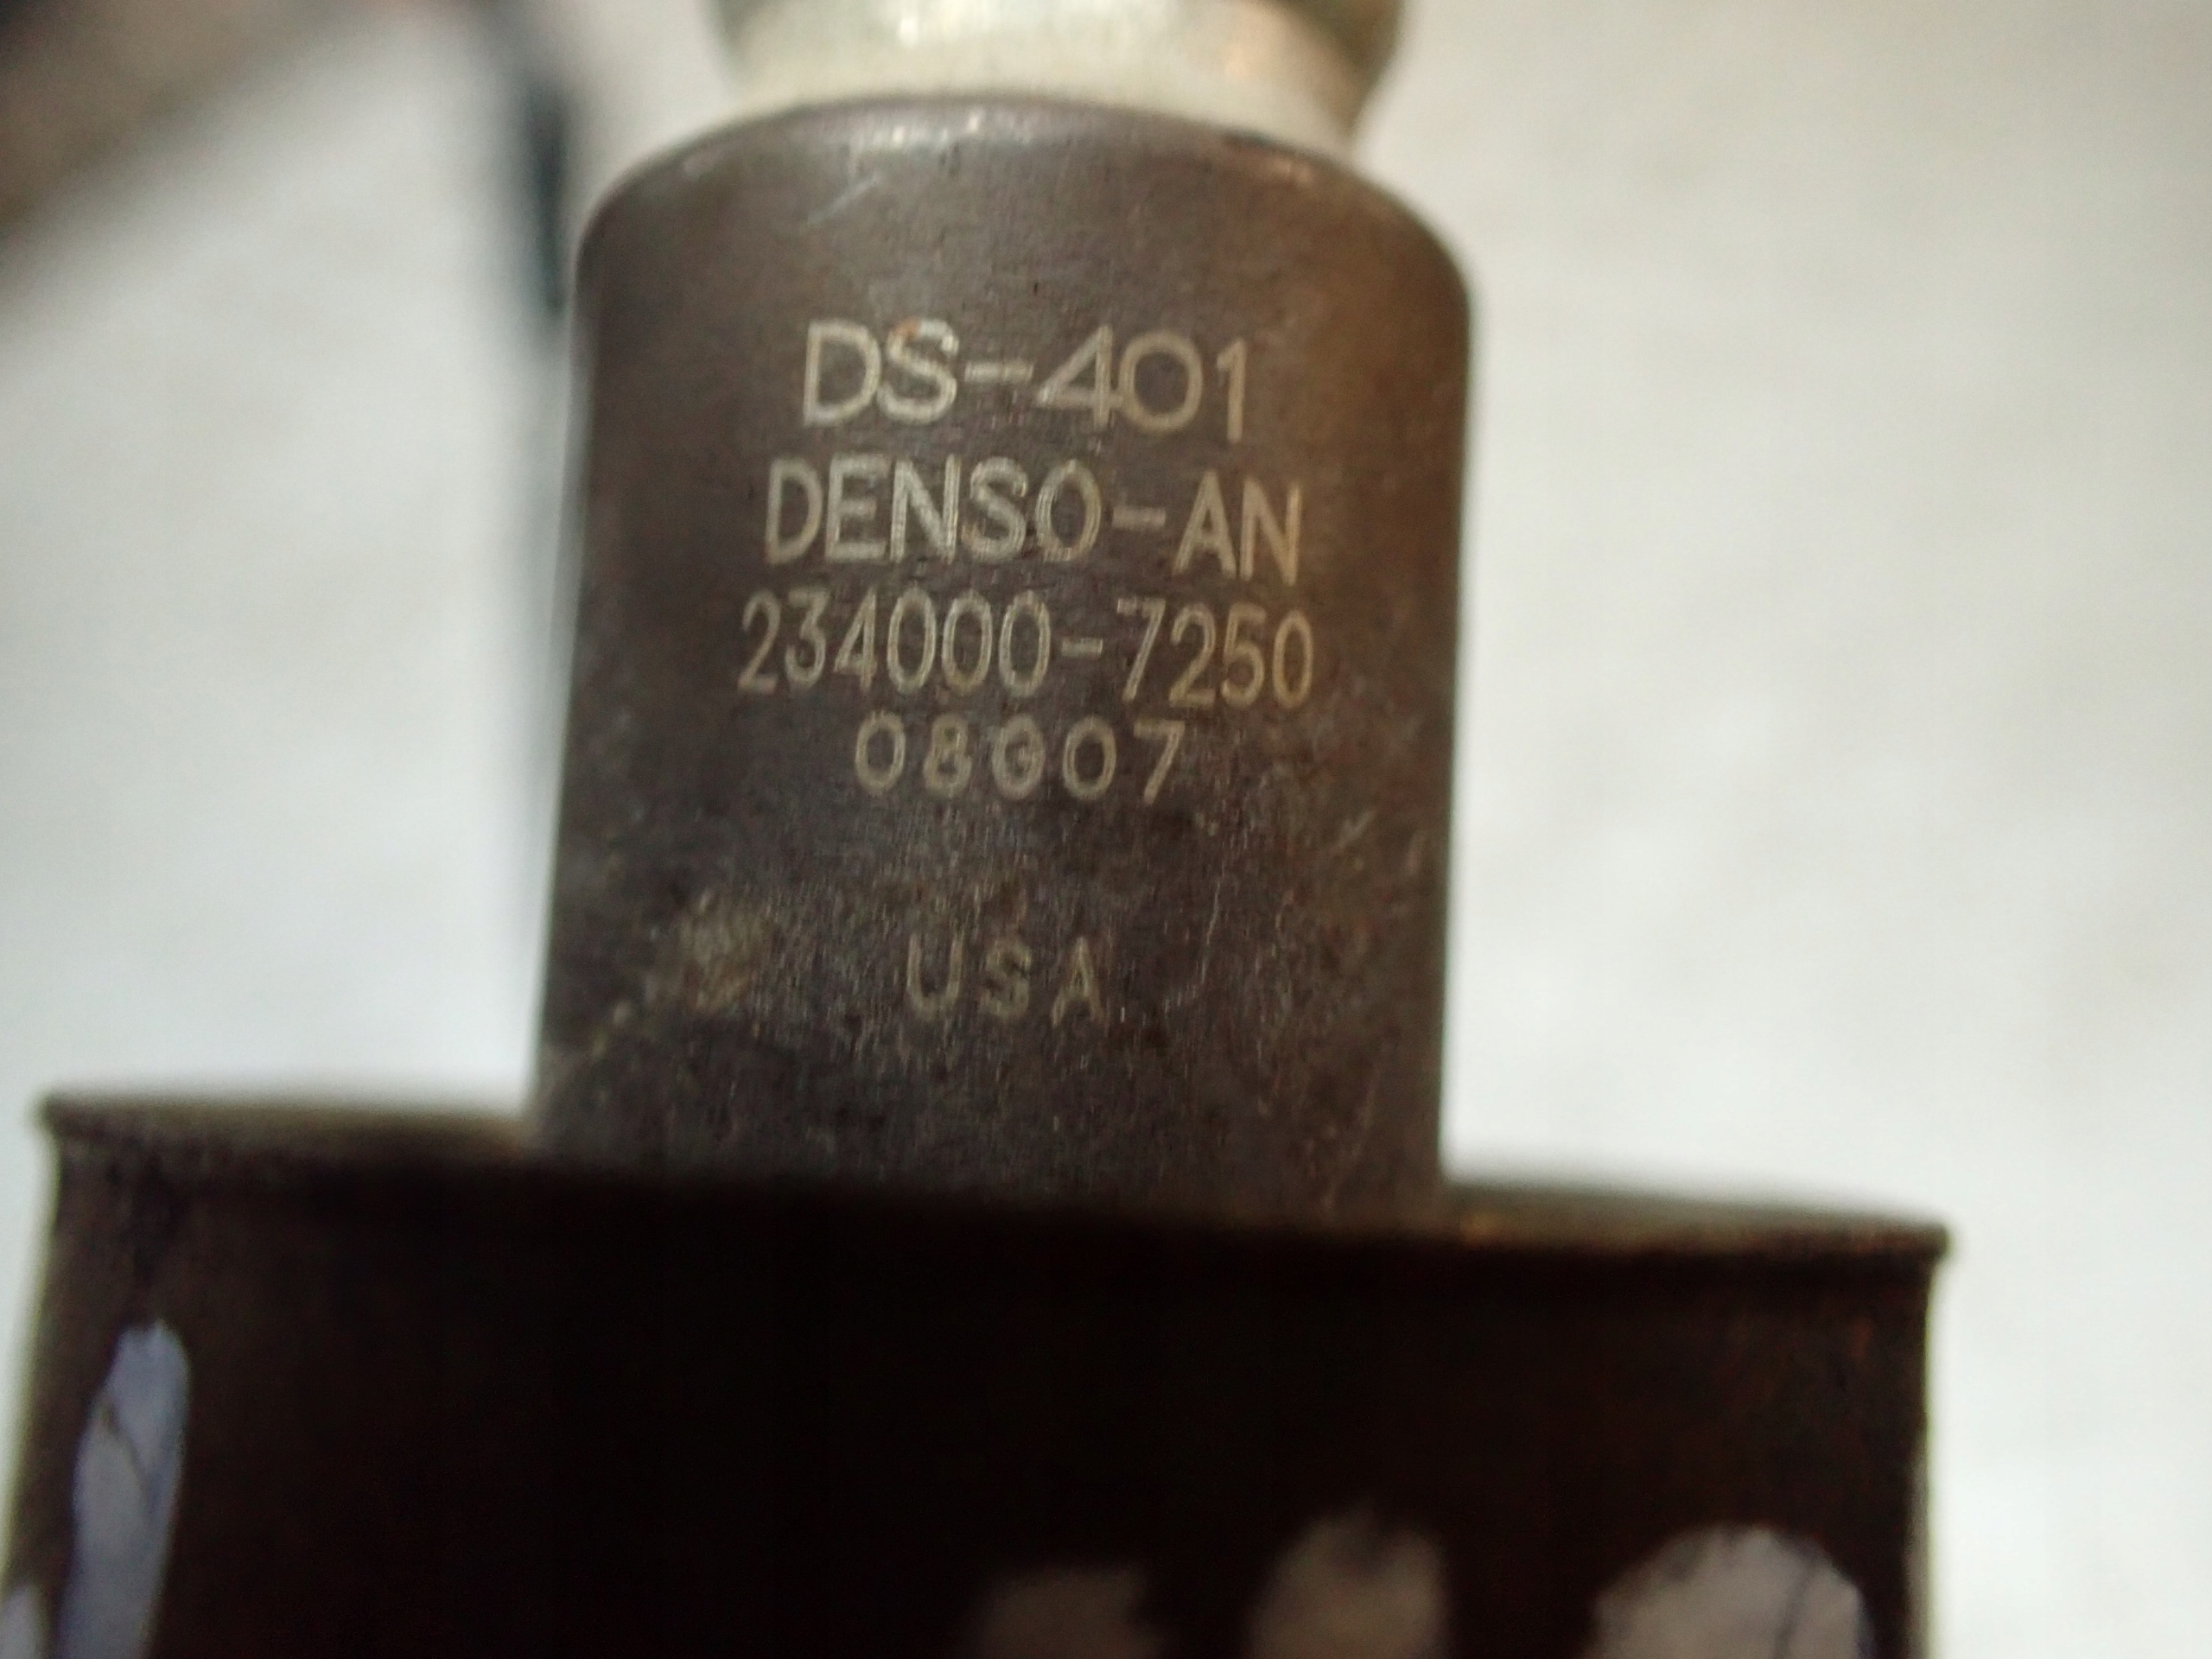 DS-401
DENSO-AN
234000-7250
08G07
USA